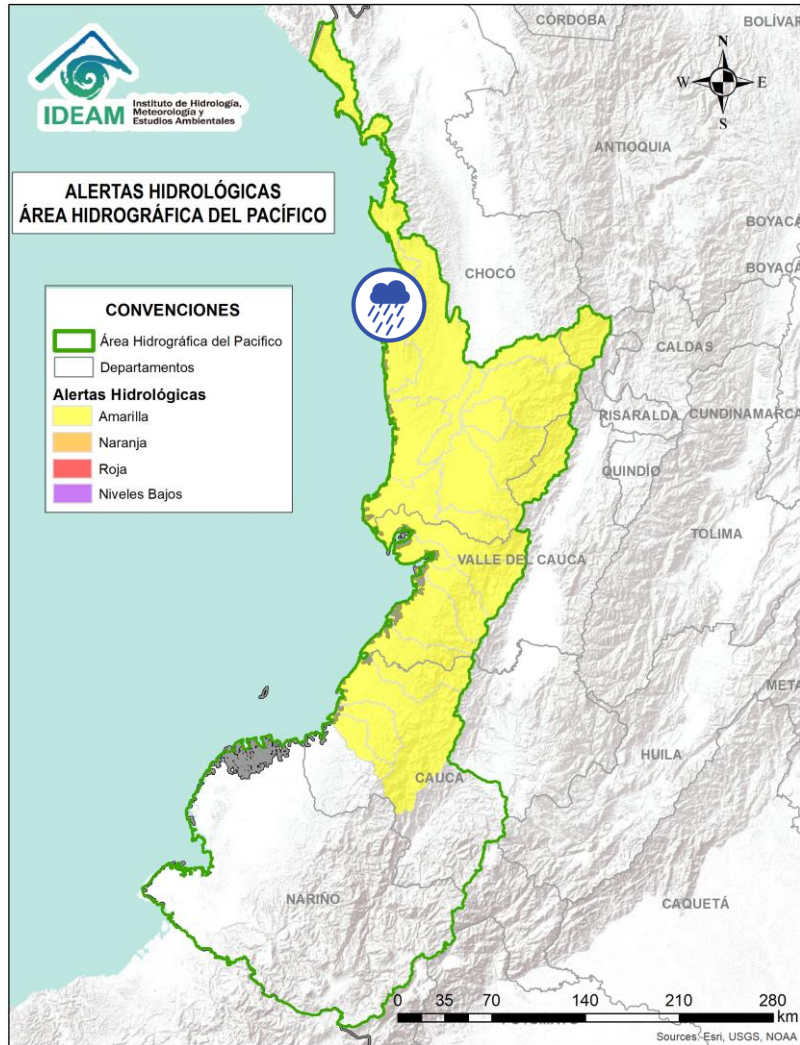 CÓRDOBA
BOLÍVAR
N
W E
S
IDEAM
Instituto de Hidrología,
Meteorología y
Estudios Ambientales
ANTIOQUIA
ALERTAS HIDROLÓGICAS
ÁREA HIDROGRÁFICA DEL PACÍFICO
BOYACÁ
BOYACÁ
CHOCÓ
CONVENCIONES
Área Hidrográfica del Pacifico
Departamentos
Alertas Hidrológicas
Amarilla
Naranja
Roja
Niveles Bajos
CALDAS
RISARALDA
CUNDINAMARCA
QUINDÍO
TOLIMA
VALLE DEL CAUCA
META
HUILA
CAUCA
NARIÑO
CAQUETÁ
0 35 70 140 210 280
km
Sources: Esri, USGS, NOAA